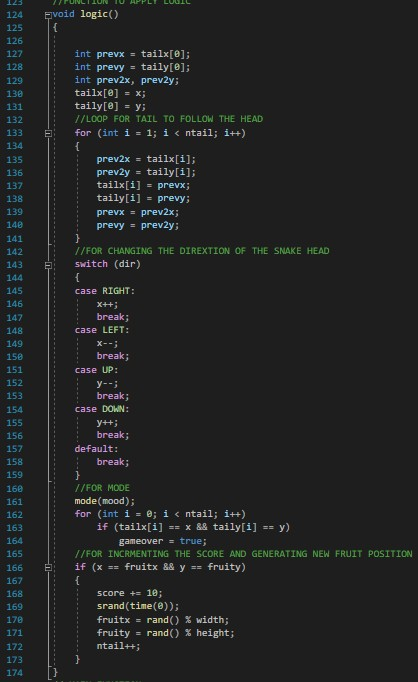 123 //FUNCTION TO APPLY LOGIC
124 void logic()
125 {
126
127 int prevx = tailx[0];
128 int prevy = taily[0];
129 int prev2x, prev2y;
130 tailx[0] = x;
131 taily[0] = y;
132 //LOOP FOR TAIL TO FOLLOW THE HEAD
133 for (int i = 1; i < ntail; i++)
134 {
135 prev2x = tailx[i];
136 prev2y = taily[i];
137 tailx[i] = prevx;
138 taily[i] = prevy;
139 prevx = prev2x;
140 prevy = prev2y;
141 }
142 //FOR CHANGING THE DIREXTION OF THE SNAKE HEAD
143 switch (dir)
144 {
145 case RIGHT:
146 x++;
147 break;
148 case LEFT:
149 x--;
150 break;
151 case UP:
152 y--;
153 break;
154 case DOWN:
155 y++;
156 break;
157 default:
158 break;
159 }
160 //FOR MODE
161 mode(mood);
162 for (int i = 0; i < ntail; i++)
163 if (tailx[i] == x && taily[i] == y)
164 gameover = true;
165 //FOR INCRMENTING THE SCORE AND GENERATING NEW FRUIT POSITION
166 if (x == fruitx && y == fruity)
167 {
168 score += 10;
169 srand(time(0));
170 fruitx = rand() % width;
171 fruity = rand() % height;
172 ntail++;
173 }
174 }